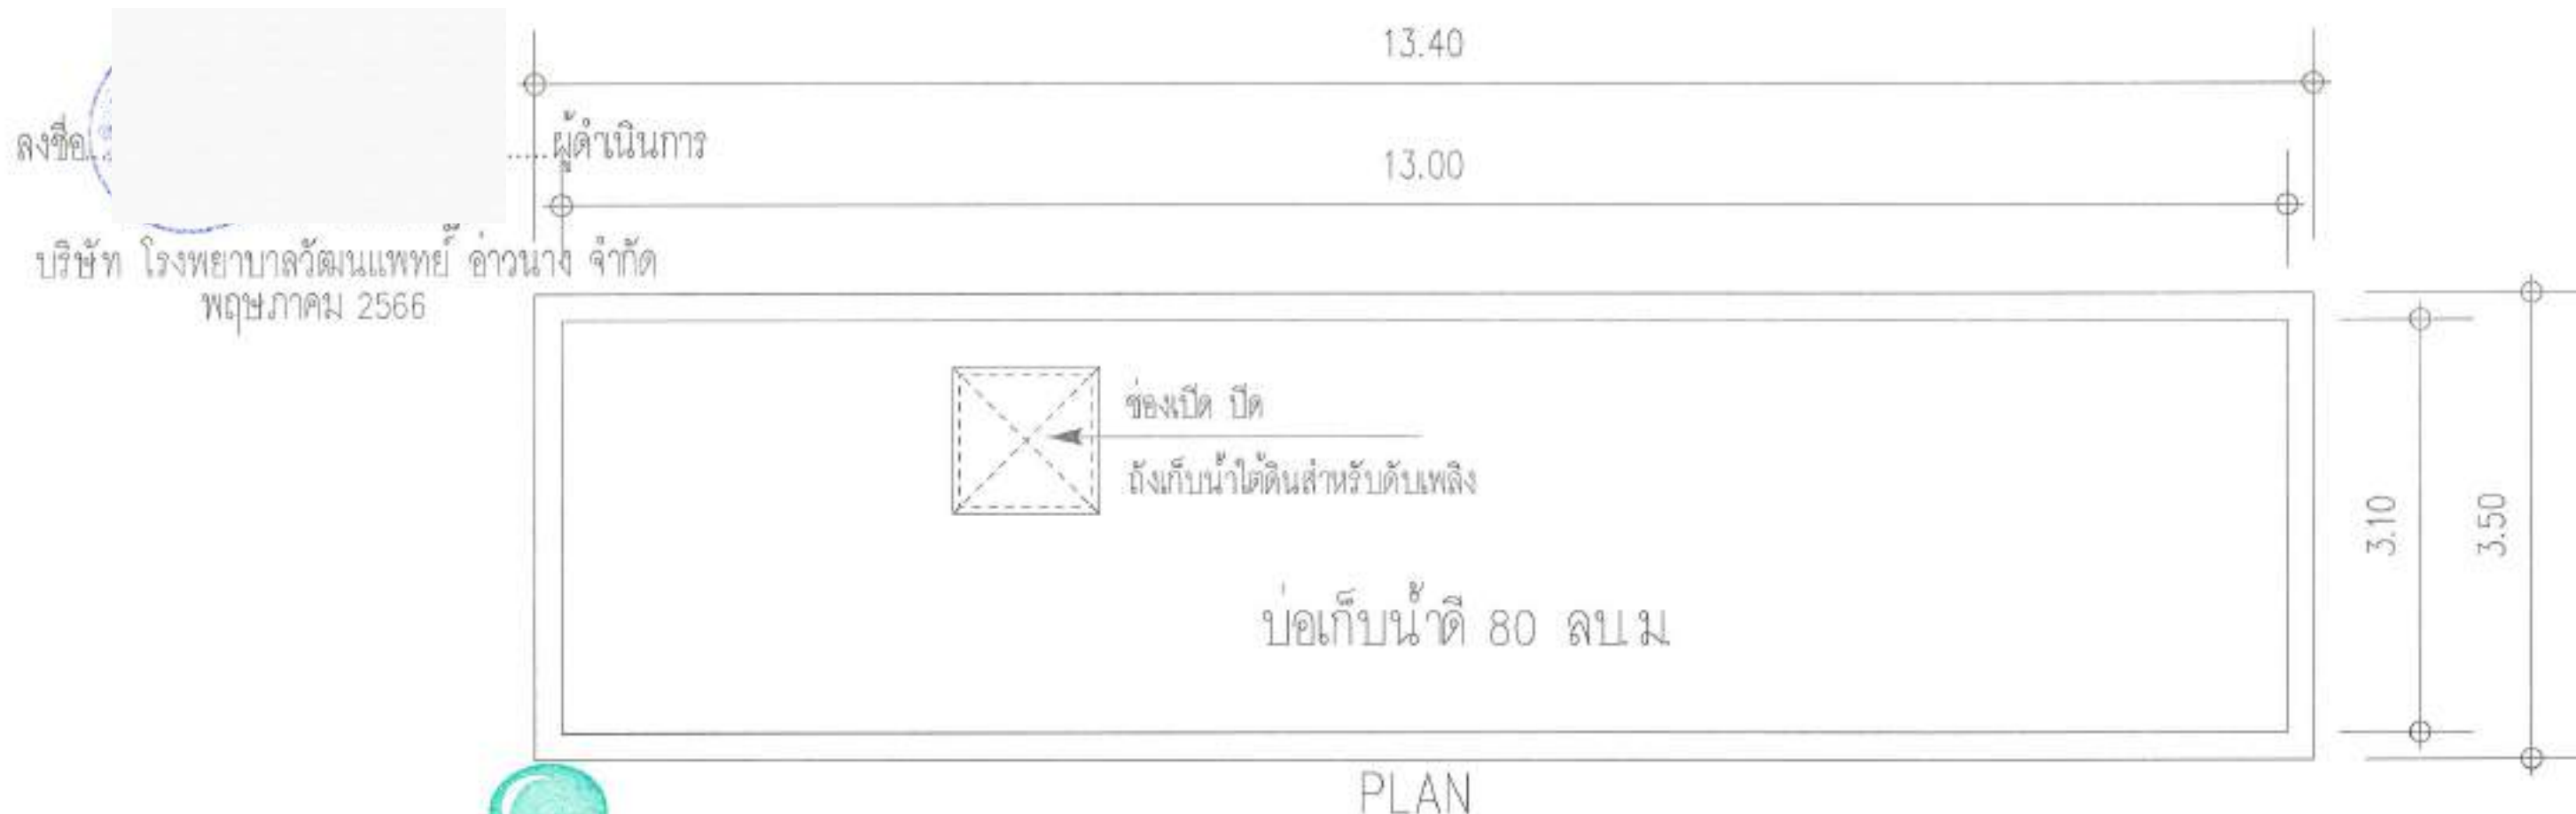 13.40
ลงชื่อ.......ผู้ดำเนินการ
13.00
บริษัท โรงพยาบาลวัฒนแพทย์ อ่าวนาง จำกัด
พฤษภาคม 2566
ช่องเปิด ปิด
ถังเก็บน้ำใต้ดินสำหรับดับเพลิง
3.10
3.50
บ่อเก็บน้ำดี 80 ลบ.ม.
PLAN